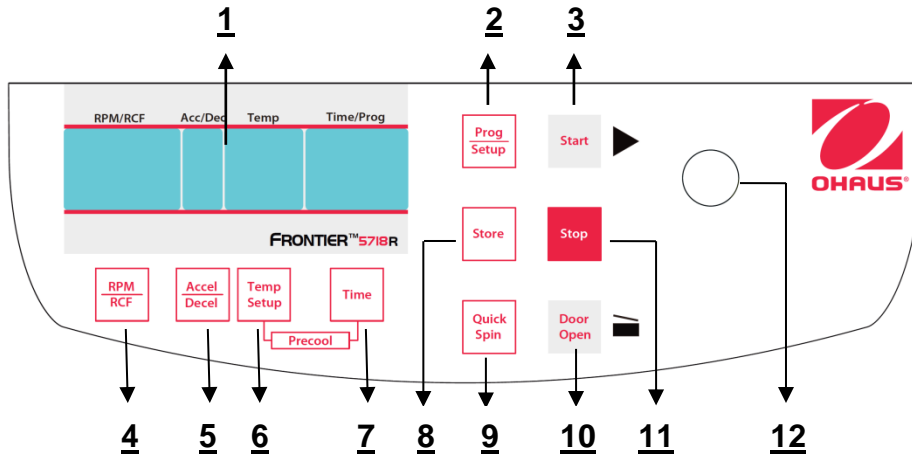 1 2 3
RPM/RCF Acc/Dec Temp Time/Prog
Prog
Setup
Start
OHAUS®
FRONTIER™5718R
Store
Stop
RPM
RCF
Accel
Decel
Temp
Setup
Time
Precool
Quick
Spin
Door
Open
4 5 6 7 8 9 10 11 12